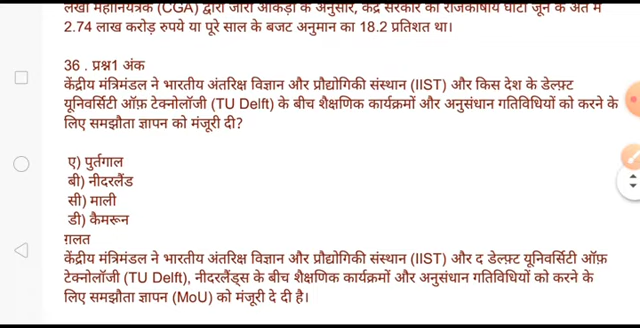 लेखा महानियंत्रक (CGA) द्वारा जारी आंकड़ों के अनुसार, केंद्र सरकार का राजकोषीय घाटा जून के अंत में
2.74 लाख करोड़ रुपये या पूरे साल के बजट अनुमान का 18.2 प्रतिशत था।
36 . प्रश्न1 अंक
केंद्रीय मंत्रिमंडल ने भारतीय अंतरिक्ष विज्ञान और प्रौद्योगिकी संस्थान (IIST) और किस देश के डेल्फ़्ट
यूनिवर्सिटी ऑफ़ टेक्नोलॉजी (TU Delft) के बीच शैक्षणिक कार्यक्रमों और अनुसंधान गतिविधियों को करने के
लिए समझौता ज्ञापन को मंजूरी दी?
ए) पुर्तगाल
बी) नीदरलैंड
सी) माली
डी) कैमरून
ग़लत
केंद्रीय मंत्रिमंडल ने भारतीय अंतरिक्ष विज्ञान और प्रौद्योगिकी संस्थान (IIST) और द डेल्फ़्ट यूनिवर्सिटी ऑफ़
टेक्नोलॉजी (TU Delft), नीदरलैंड्स के बीच शैक्षणिक कार्यक्रमों और अनुसंधान गतिविधियों को करने के
लिए समझौता ज्ञापन (MoU) को मंजूरी दे दी है।